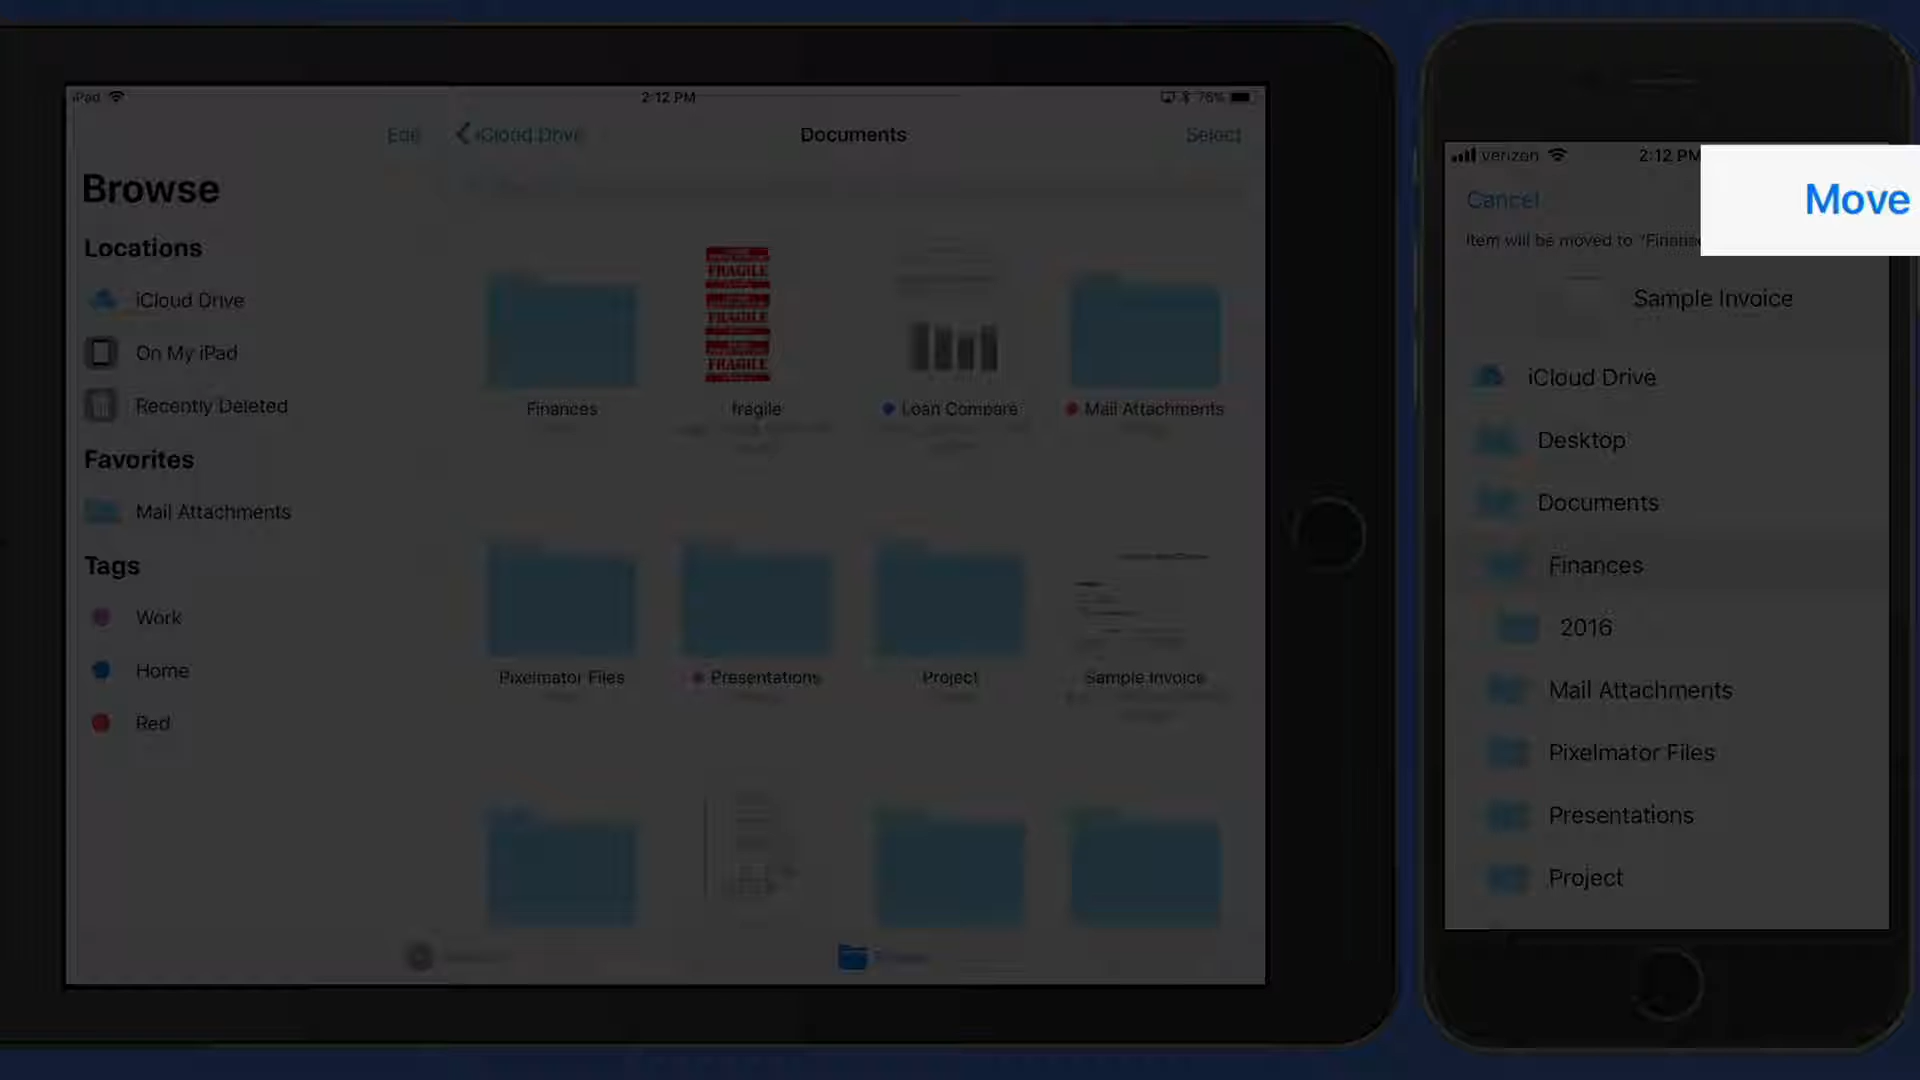 iPad
2:12 PM
76%
Edit
iCloud Drive
Documents
Select
Browse
Locations
iCloud Drive
On My iPad
Recently Deleted
Favorites
Mail Attachments
Tags
Work
Home
Red
FRAGILE
FRAGILE
FRAGILE
Finances
fragile
Loan Compare
Mail Attachments
Pixelmator Files
Presentations
Project
Sample Invoice
verizon
2:12 PM
Cancel
Move
Item will be moved to "Finance
Sample Invoice
iCloud Drive
Desktop
Documents
Finances
2016
Mail Attachments
Pixelmator Files
Presentations
Project